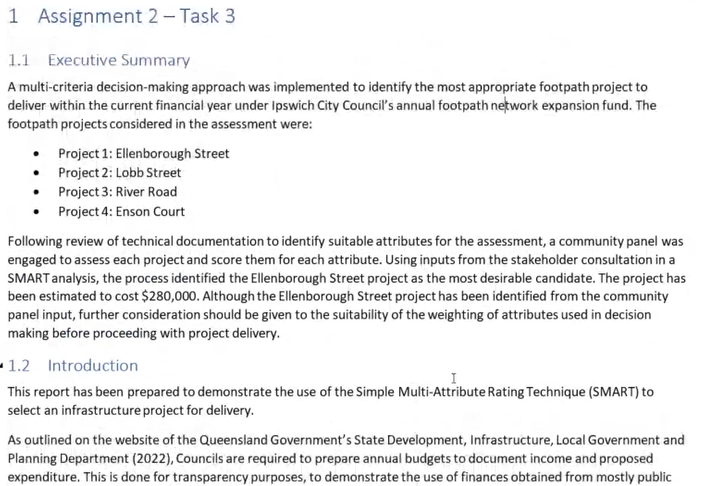 1 Assignment 2 – Task 3
1.1 Executive Summary
A multi-criteria decision-making approach was implemented to identify the most appropriate footpath project to
deliver within the current financial year under Ipswich City Council's annual footpath network expansion fund. The
footpath projects considered in the assessment were:
• Project 1: Ellenborough Street
• Project 2: Lobb Street
• Project 3: River Road
• Project 4: Enson Court
Following review of technical documentation to identify suitable attributes for the assessment, a community panel was
engaged to assess each project and score them for each attribute. Using inputs from the stakeholder consultation in a
SMART analysis, the process identified the Ellenborough Street project as the most desirable candidate. The project has
been estimated to cost $280,000. Although the Ellenborough Street project has been identified from the community
panel input, further consideration should be given to the suitability of the weighting of attributes used in decision
making before proceeding with project delivery.
1.2 Introduction
This report has been prepared to demonstrate the use of the Simple Multi-Attribute Rating Technique (SMART) to
select an infrastructure project for delivery.
As outlined on the website of the Queensland Government's State Development, Infrastructure, Local Government and
Planning Department (2022), Councils are required to prepare annual budgets to document income and proposed
expenditure. This is done for transparency purposes, to demonstrate the use of finances obtained from mostly public